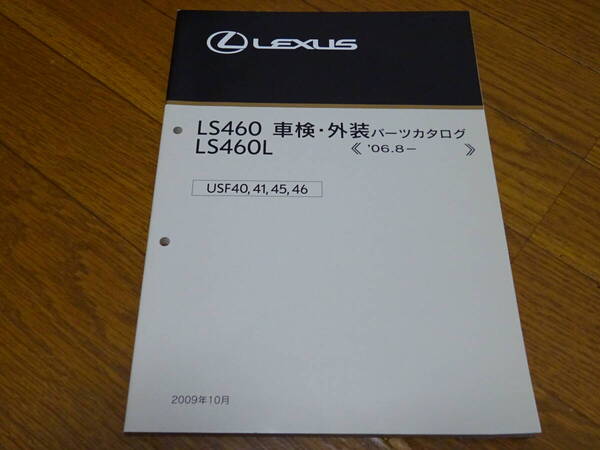 LEXUS
LS460 車検・外装パーツカタログ
LS460L 《 '06.8− 》
USF40, 41, 45, 46
2009年10月